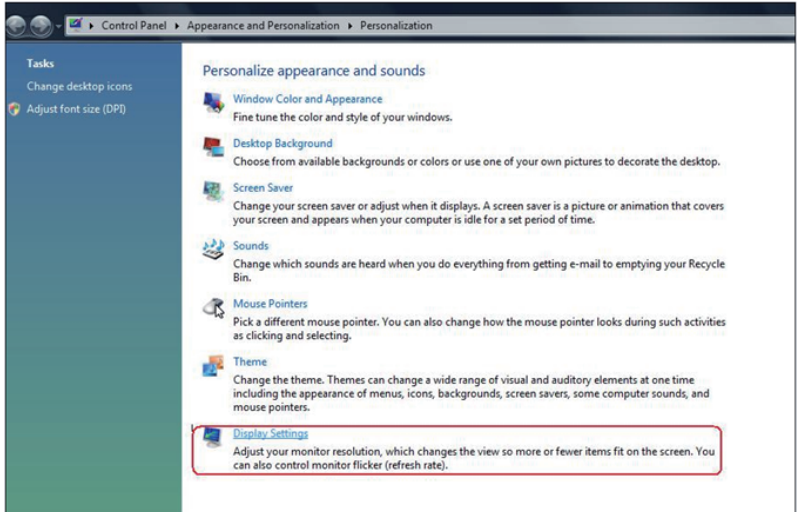 Control Panel ▸ Appearance and Personalization ▸ Personalization
Tasks
Change desktop icons
Adjust font size (DPI)
Personalize appearance and sounds
Window Color and Appearance
Fine tune the color and style of your windows.
Desktop Background
Choose from available backgrounds or colors or use one of your own pictures to decorate the desktop.
Screen Saver
Change your screen saver or adjust when it displays. A screen saver is a picture or animation that covers
your screen and appears when your computer is idle for a set period of time.
Sounds
Change which sounds are heard when you do everything from getting e-mail to emptying your Recycle
Bin.
Mouse Pointers
Pick a different mouse pointer. You can also change how the mouse pointer looks during such activities
as clicking and selecting.
Theme
Change the theme. Themes can change a wide range of visual and auditory elements at one time
including the appearance of menus, icons, backgrounds, screen savers, some computer sounds, and
mouse pointers.
Display Settings
Adjust your monitor resolution, which changes the view so more or fewer items fit on the screen. You
can also control monitor flicker (refresh rate).